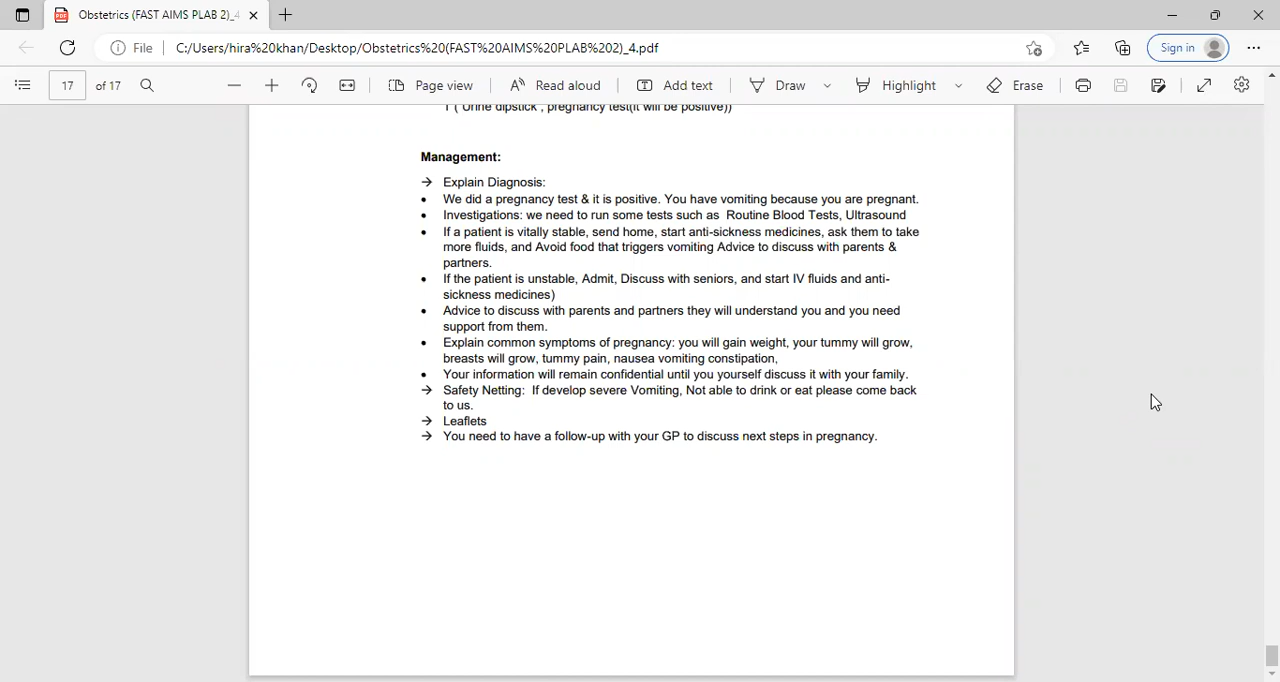 Obstetrics (FAST AIMS PLAB 2)_4
File C:/Users/hira%20khan/Desktop/Obstetrics%20(FAST%20AIMS%20PLAB%202)_4.pdf Sign in
17 of 17 Page view Read aloud Add text Draw Highlight Erase
T ( Urine dipstick , pregnancy test(it will be positive))
Management:
→ Explain Diagnosis:
• We did a pregnancy test & it is positive. You have vomiting because you are pregnant.
• Investigations: we need to run some tests such as Routine Blood Tests, Ultrasound
• If a patient is vitally stable, send home, start anti-sickness medicines, ask them to take
more fluids, and Avoid food that triggers vomiting Advice to discuss with parents &
partners.
• If the patient is unstable, Admit, Discuss with seniors, and start IV fluids and anti-
sickness medicines)
• Advice to discuss with parents and partners they will understand you and you need
support from them.
• Explain common symptoms of pregnancy: you will gain weight, your tummy will grow,
breasts will grow, tummy pain, nausea vomiting constipation,
• Your information will remain confidential until you yourself discuss it with your family.
→ Safety Netting: If develop severe Vomiting, Not able to drink or eat please come back
to us.
→ Leaflets
→ You need to have a follow-up with your GP to discuss next steps in pregnancy.